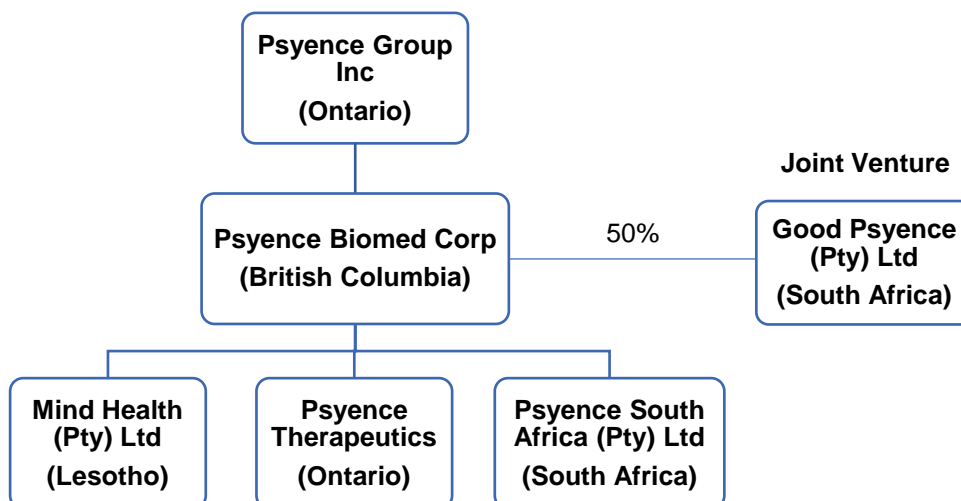 Psyence Group
Inc
(Ontario)
Joint Venture
Psyence Biomed Corp
(British Columbia)
50%
Good Psyence
(Pty) Ltd
(South Africa)
Mind Health
(Pty) Ltd
(Lesotho)
Psyence
Therapeutics
(Ontario)
Psyence South
Africa (Pty) Ltd
(South Africa)